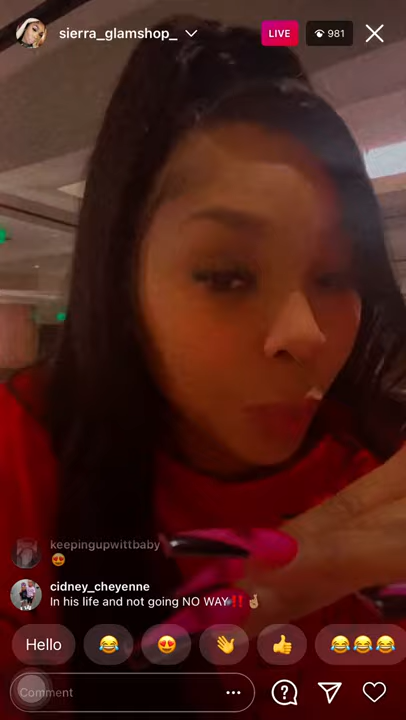 sierra_glamshop_
LIVE
981
keepingupwittbaby
😍
cidney_cheyenne
In his life and not going NO WAY‼️🤞🏽
Hello
😂
😍
👋
👍
😂😂😂
Comment